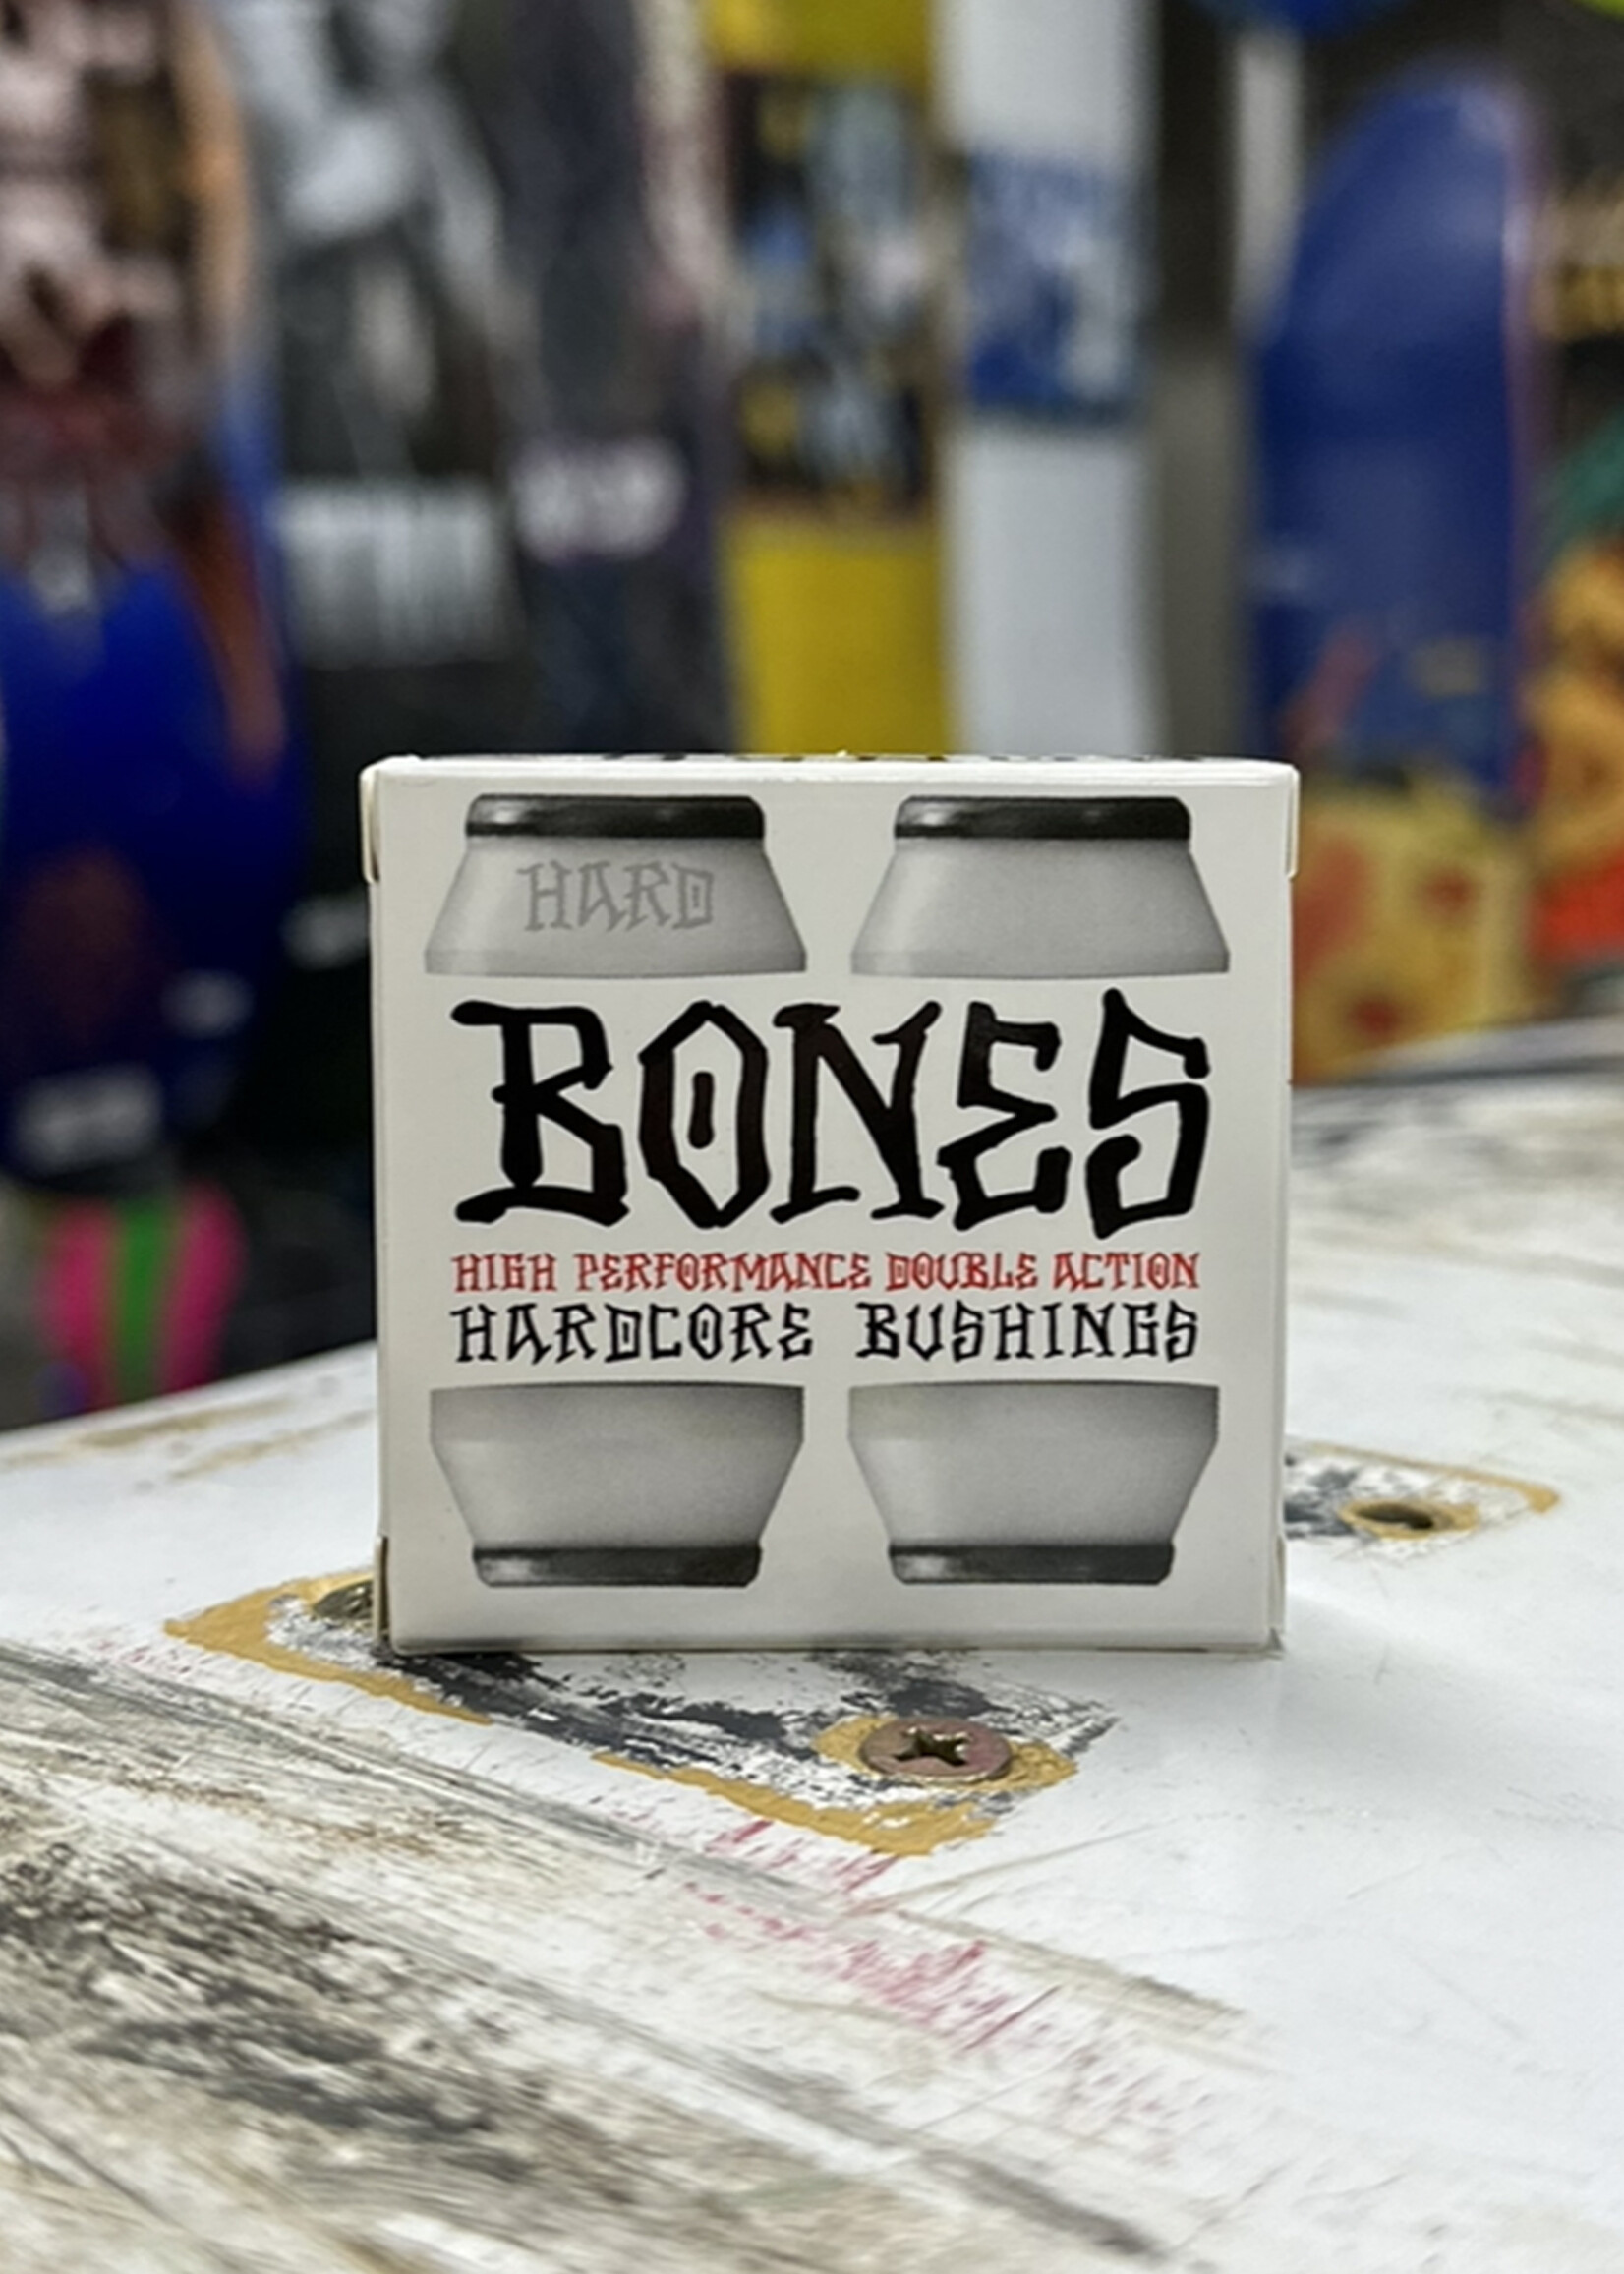 HARD
BONES
HIGH PERFORMANCE DOUBLE ACTION
HARDCORE BUSHINGS